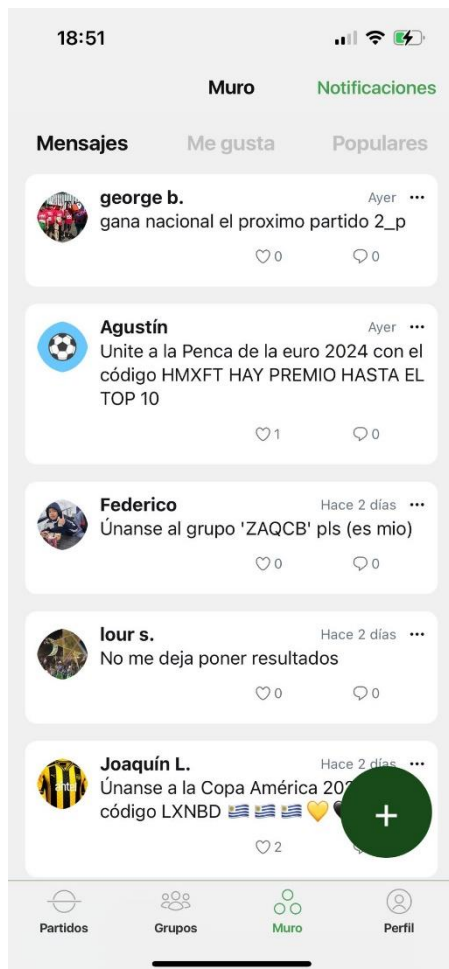 18:51
Muro
Notificaciones
Mensajes
Me gusta
Populares
george b.
Ayer
gana nacional el proximo partido 2_p
0
0
Agustín
Ayer
Unite a la Penca de la euro 2024 con el
código HMXFT HAY PREMIO HASTA EL
TOP 10
1
0
Federico
Hace 2 días
Únanse al grupo 'ZAQCB' pls (es mio)
0
0
lour s.
Hace 2 días
No me deja poner resultados
0
0
Joaquín L.
Hace 2 días
antel
Únanse a la Copa América
código LXNBD 🇺🇾 🇺🇾 🇺🇾 💛
+
2
Partidos
Grupos
Muro
Perfil